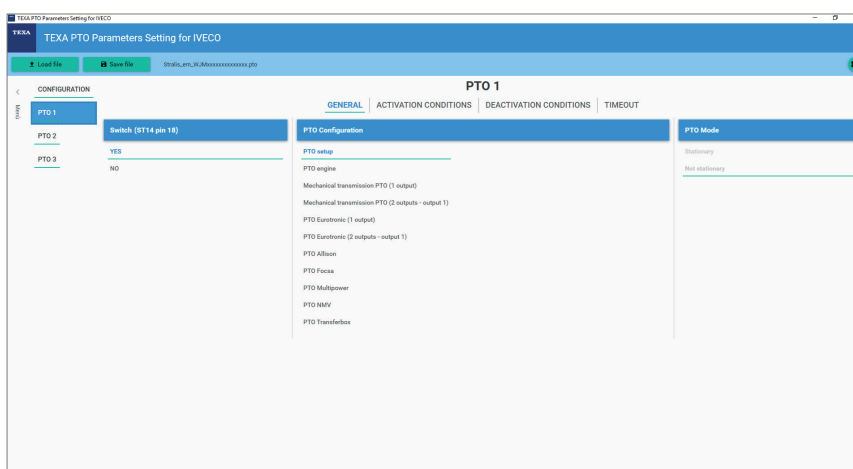 TEXA PTO Parameters Setting for IVECO
TEXA
TEXA PTO Parameters Setting for IVECO
Load file
Save file
CONFIGURATION
Menù
PTO 1
PTO 2
PTO 3
PTO 1
GENERAL
ACTIVATION CONDITIONS
DEACTIVATION CONDITIONS
TIMEOUT
Switch (ST14 pin 18)
YES
NO
PTO Configuration
PTO setup
PTO engine
Mechanical transmission PTO (1 output)
Mechanical transmission PTO (2 outputs - output 1)
PTO Eurotronic (1 output)
PTO Eurotronic (2 outputs - output 1)
PTO Allison
PTO Focsa
PTO Multipower
PTO NMV
PTO Transferbox
PTO Mode
Stationary
Not stationary